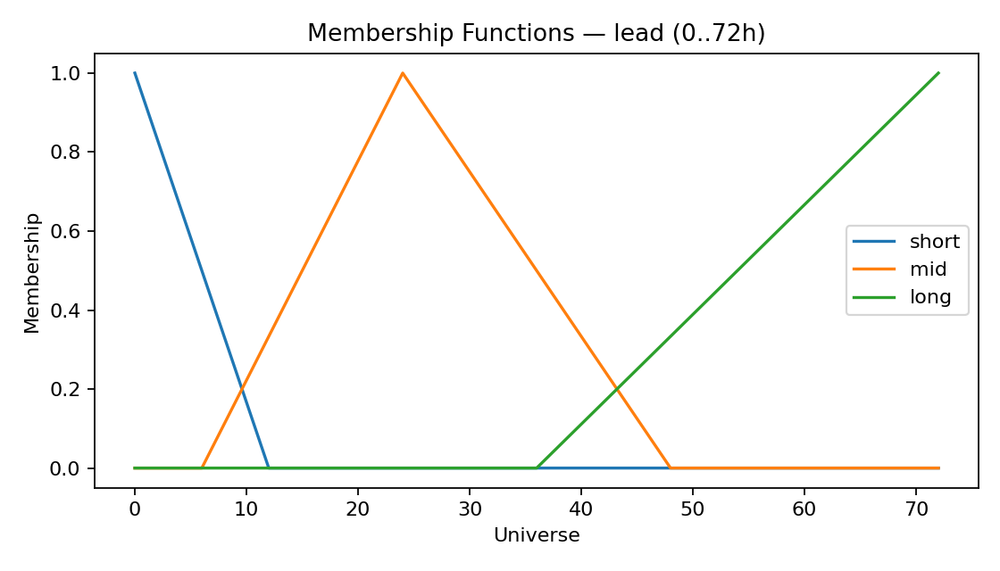 Membership Functions — lead (0..72h)
Membership
1.0
0.8
0.6
0.4
0.2
0.0
short
mid
long
0 10 20 30 40 50 60 70
Universe